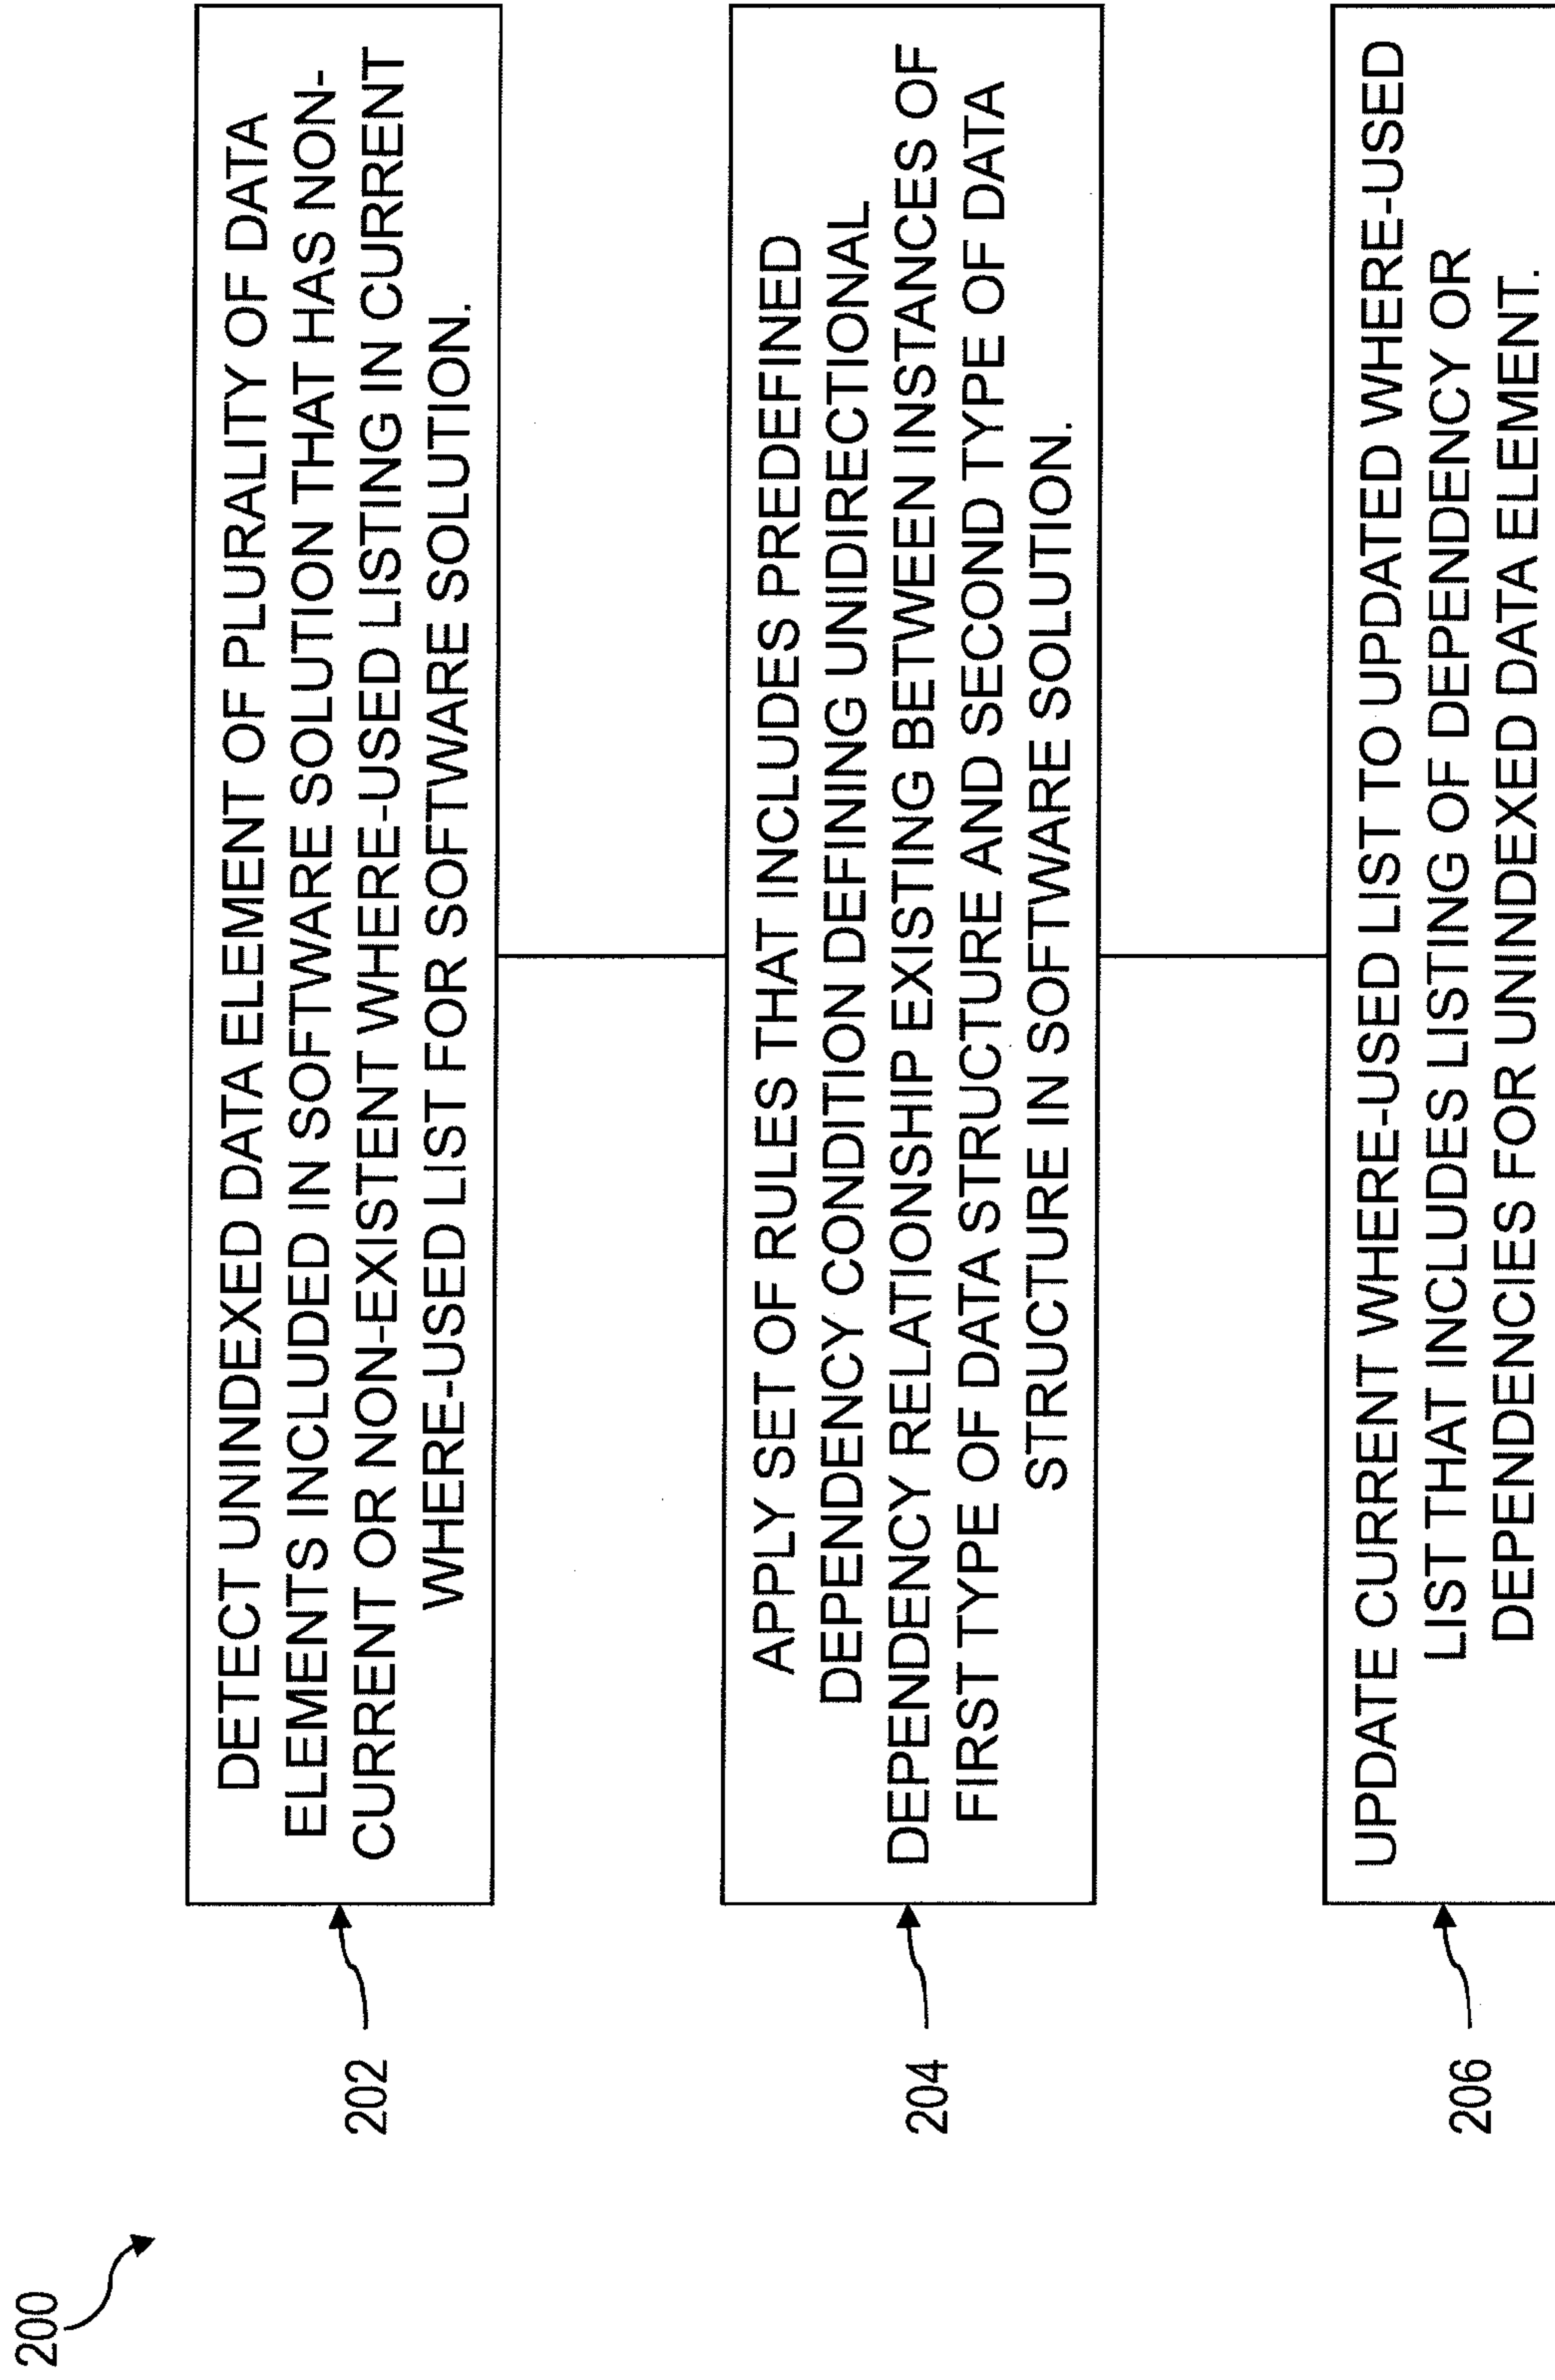 200
202
DETECT UNINDEXED DATA ELEMENT OF PLURALITY OF DATA
ELEMENTS INCLUDED IN SOFTWARE SOLUTION THAT HAS NON-
CURRENT OR NON-EXISTENT WHERE-USED LISTING IN CURRENT
WHERE-USED LIST FOR SOFTWARE SOLUTION.
204
APPLY SET OF RULES THAT INCLUDES PREDEFINED
DEPENDENCY CONDITION DEFINING UNIDIRECTIONAL
DEPENDENCY RELATIONSHIP EXISTING BETWEEN INSTANCES OF
FIRST TYPE OF DATA STRUCTURE AND SECOND TYPE OF DATA
STRUCTURE IN SOFTWARE SOLUTION.
206
UPDATE CURRENT WHERE-USED LIST TO UPDATED WHERE-USED
LIST THAT INCLUDES LISTING OF DEPENDENCY OR
DEPENDENCIES FOR UNINDEXED DATA ELEMENT.